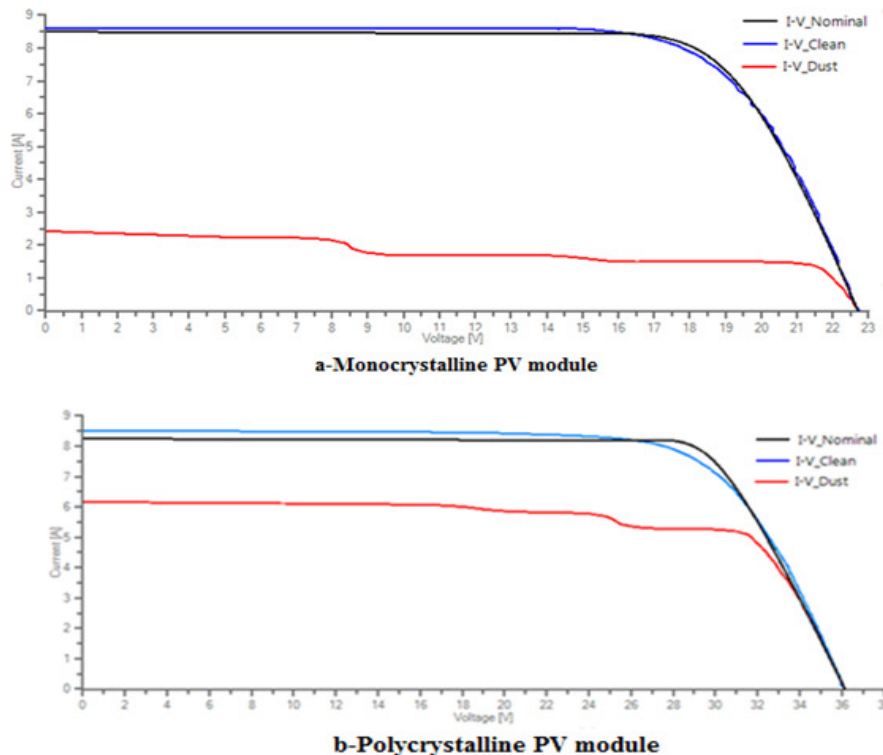 9
8
7
6
5
4
3
2
1
0
Current [A]
I-V_Nominal
I-V_Clean
I-V_Dust
0 1 2 3 4 5 6 7 8 9 10 11 12 13 14 15 16 17 18 19 20 21 22 23
Voltage [V]
a-Monocrystalline PV module
9
8
7
6
5
4
3
2
1
0
Current [A]
I-V_Nominal
I-V_Clean
I-V_Dust
0 2 4 6 8 10 12 14 16 18 20 22 24 26 28 30 32 34 36
Voltage [V]
b-Polycrystalline PV module